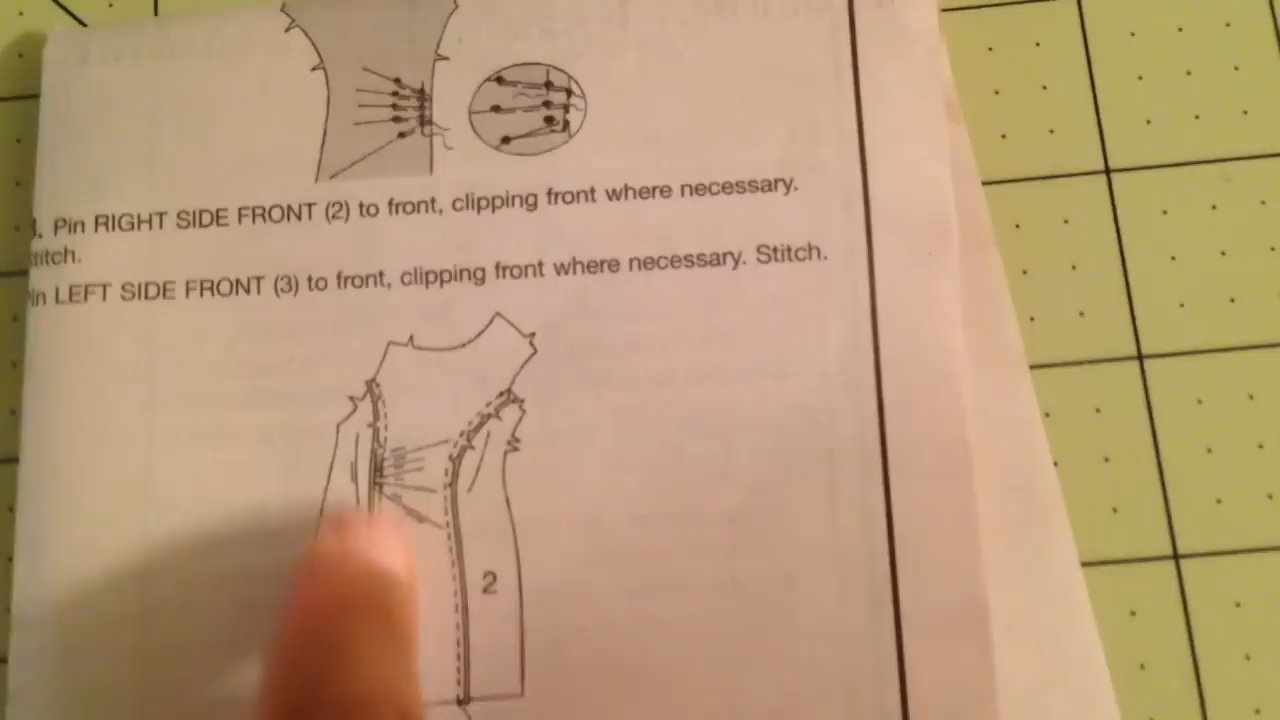 Pin RIGHT SIDE FRONT (2) to front, clipping front where necessary.
titch.
in LEFT SIDE FRONT (3) to front, clipping front where necessary. Stitch.
2